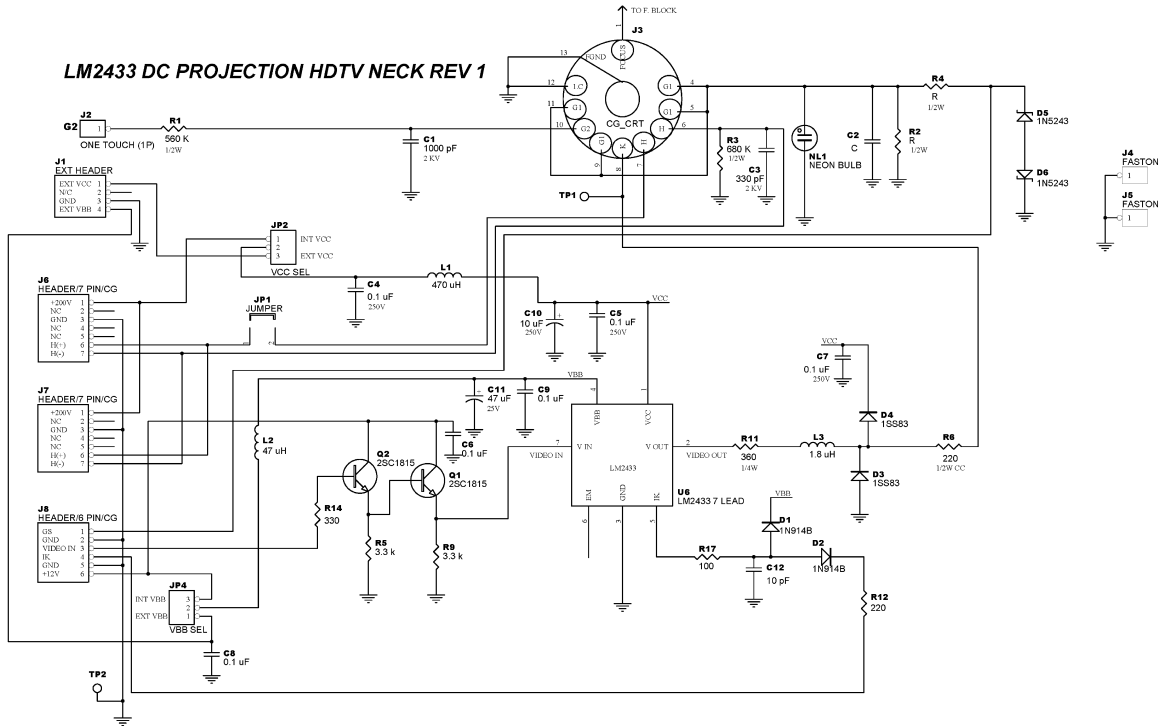 TO F. BLOCK
1
J3
LM2433 DC PROJECTION HDTV NECK REV 1
13
FGND
FOCUS
12
I.C
G1
4
11
G1
G1
5
10
G2
CG_CRT
H
6
G1
K
H
9
8
7
R4
R
1/2W
D5
1N5243
D6
1N5243
J2
G2
1
ONE TOUCH (1P)
R1
560 K
1/2W
C1
1000 pF
2 KV
R3
680 K
1/2W
C3
330 pF
2 KV
NL1
NEON BULB
C2
C
R2
R
1/2W
J4
FASTON
1
J5
FASTON
1
J1
EXT HEADER
EXT VCC 1
N/C 2
GND 3
EXT VBB 4
TP1
JP2
1 INT VCC
2
3 EXT VCC
VCC SEL
L1
470 uH
C4
0.1 uF
250V
J6
HEADER/7 PIN/CG
+200V 1
NC 2
GND 3
NC 4
NC 5
H(+) 6
H(-) 7
JP1
JUMPER
1
2
C10
10 uF
+
250V
C5
0.1 uF
250V
VCC
VCC
C7
0.1 uF
250V
J7
HEADER/7 PIN/CG
+200V 1
NC 2
GND 3
NC 4
NC 5
H(+) 6
H(-) 7
VBB
C11
+
47 uF
25V
C9
0.1 uF
4
1
VBB
VCC
7
V IN
V OUT
2
VIDEO IN
VIDEO OUT
LM2433
EM
GND
IK
6
3
5
U6
LM2433 7 LEAD
L2
47 uH
C6
0.1 uF
Q2
2SC1815
Q1
2SC1815
R11
360
1/4W
L3
1.8 uH
D4
1SS83
D3
1SS83
R6
220
1/2W CC
J8
HEADER/6 PIN/CG
GS 1
GND 2
VIDEO IN 3
IK 4
GND 5
+12V 6
R14
330
R5
3.3 k
R9
3.3 k
VBB
D1
1N914B
R17
100
D2
1N914B
C12
10 pF
R12
220
JP4
INT VBB 3
2
EXT VBB 1
VBB SEL
C8
0.1 uF
TP2